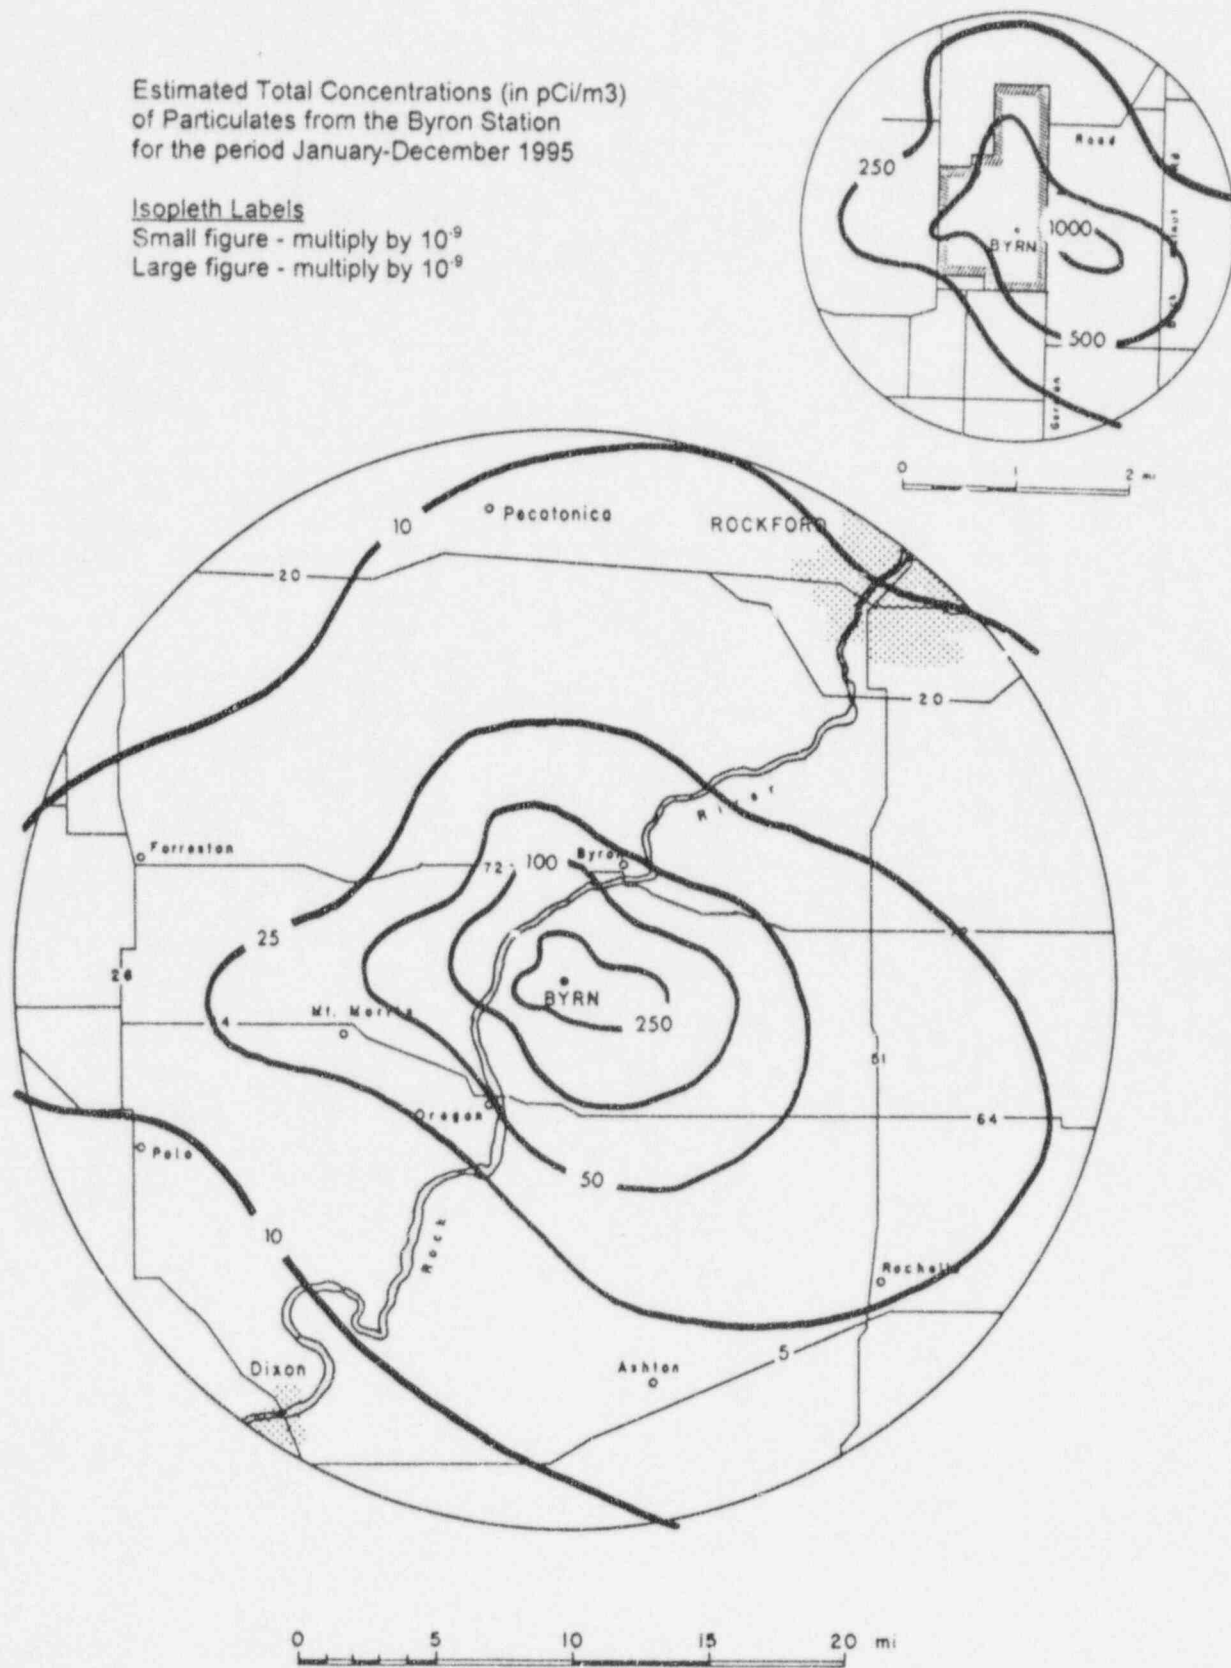 Estimated Total Concentrations (in pCi/m3)
of Particulates from the Byron Station
for the period January-December 1995
Isopleth Labels
Small figure - multiply by 10⁻⁹
Large figure - multiply by 10⁻⁹
Road
250
1000
BYRN
500
German
0 1 2 mi
10
Pecatonica
ROCKFORD
20
20
River
Forreston
72
100
Byron
25
26
Mt. Morris
BYRN
250
51
Oregon
64
Polo
50
10
Rock
Rochelle
Dixon
Ashton
5
0 5 10 15 20 mi